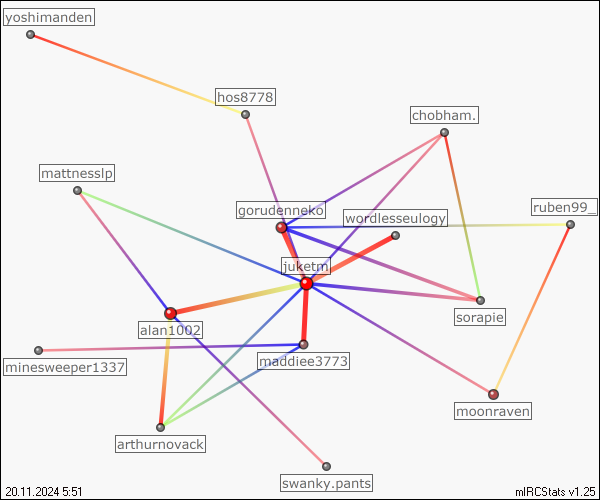 yoshimanden
hos8778
chobham.
mattnesslp
ruben99_
gorudenneko
wordlesseulogy
juketm
sorapie
alan1002
maddiee3773
minesweeper1337
moonraven
arthurnovack
swanky.pants
20.11.2024 5:51
mIRCStats v1.25